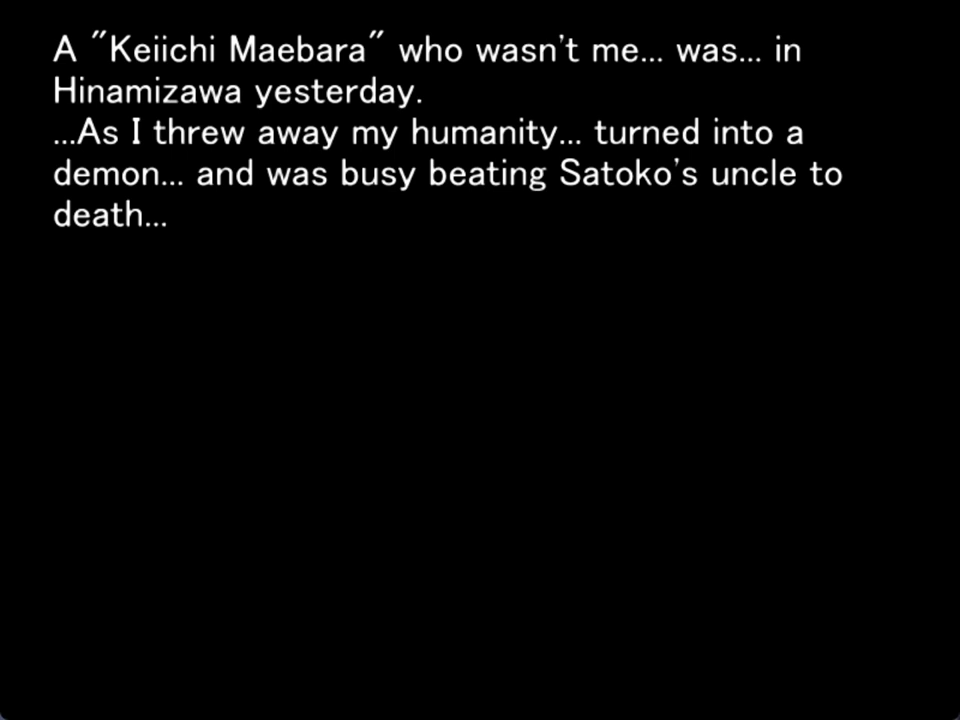 A "Keiichi Maebara" who wasn't me... was... in
Hinamizawa yesterday.
...As I threw away my humanity... turned into a
demon... and was busy beating Satoko's uncle to
death...